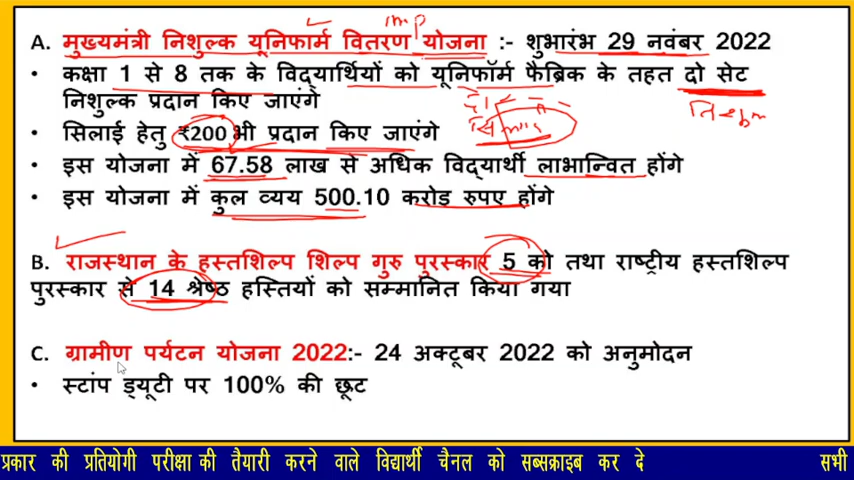 imp
A. मुख्यमंत्री निशुल्क यूनिफार्म वितरण योजना :- शुभारंभ 29 नवंबर 2022
• कक्षा 1 से 8 तक के विद्यार्थियों को यूनिफॉर्म फैब्रिक के तहत दो सेट
निशुल्क प्रदान किए जाएंगे
• सिलाई हेतु ₹200 भी प्रदान किए जाएंगे
• इस योजना में 67.58 लाख से अधिक विद्यार्थी लाभान्वित होंगे
• इस योजना में कुल व्यय 500.10 करोड रुपए होंगे
B. राजस्थान के हस्तशिल्प शिल्प गुरु पुरस्कार 5 को तथा राष्ट्रीय हस्तशिल्प
पुरस्कार से 14 श्रेष्ठ हस्तियों को सम्मानित किया गया
C. ग्रामीण पर्यटन योजना 2022:- 24 अक्टूबर 2022 को अनुमोदन
• स्टांप ड्यूटी पर 100% की छूट
प्रकार की प्रतियोगी परीक्षा की तैयारी करने वाले विद्यार्थी चैनल को सब्सक्राइब कर दे सभी